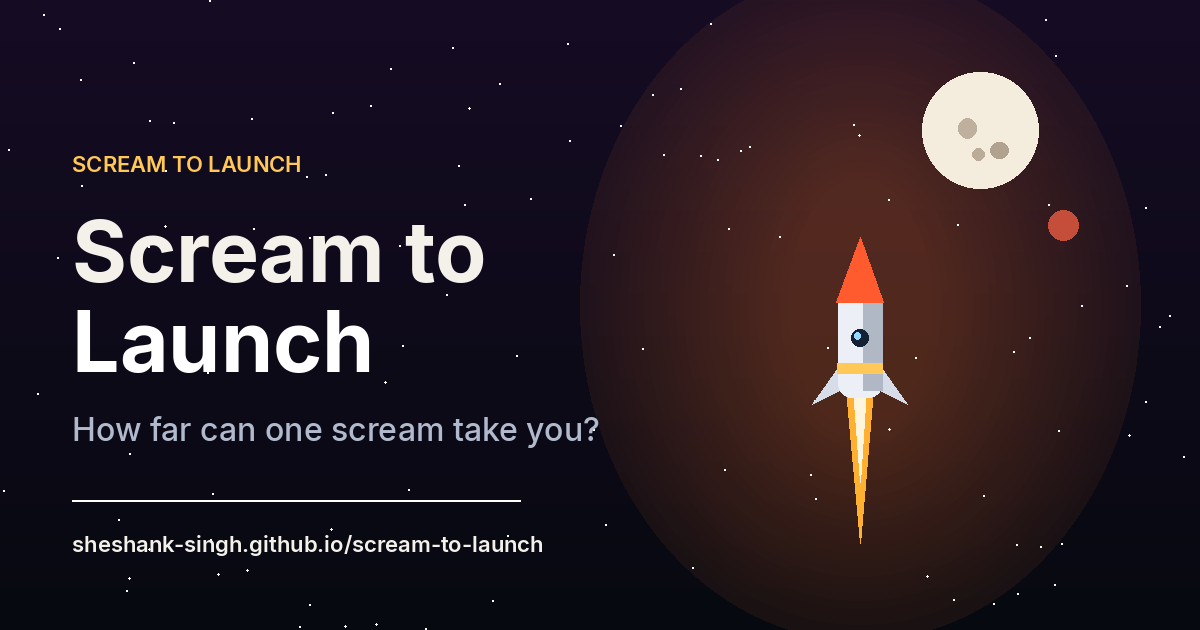 SCREAM TO LAUNCH
Scream to
Launch
How far can one scream take you?
sheshank-singh.github.io/scream-to-launch